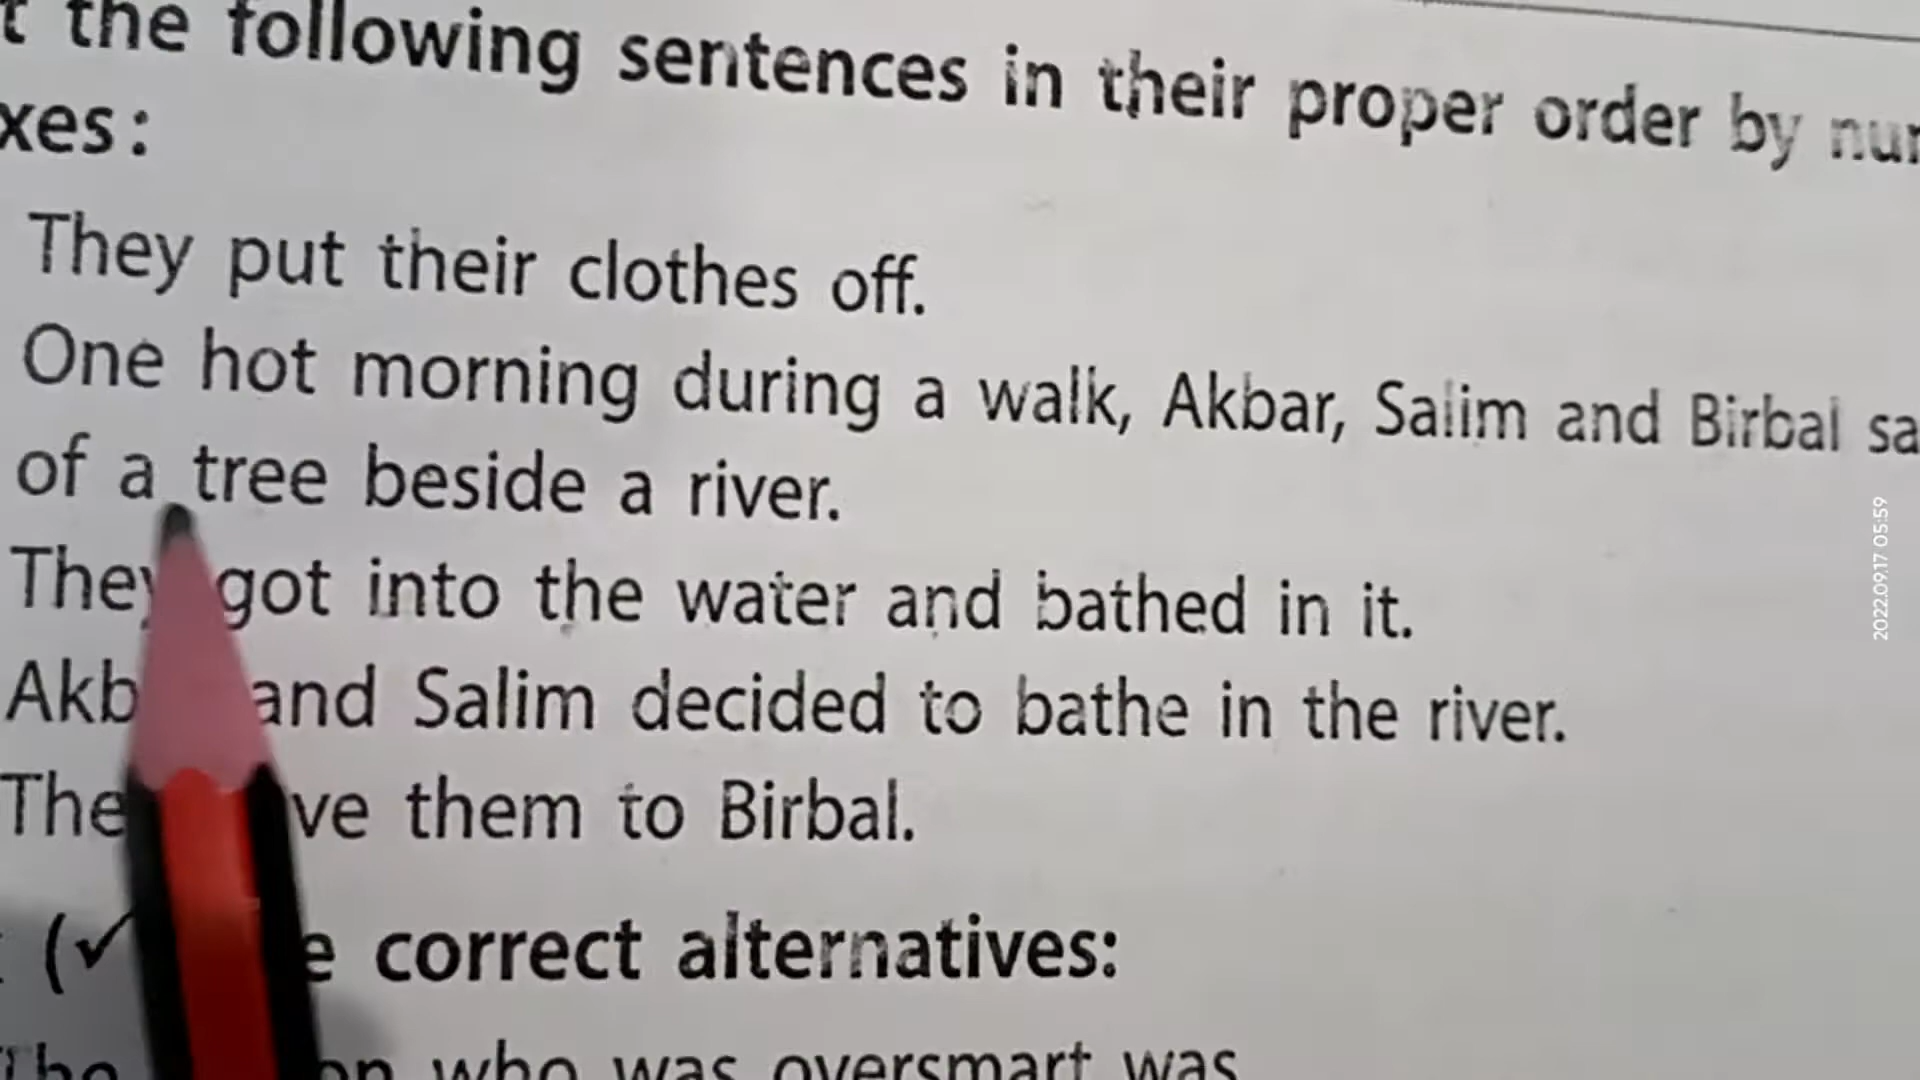 the following sentences in their proper order by
xes:
They put their clothes off.
One hot morning during a walk, Akbar, Salim and Birbal sa
of a tree beside a river.
They got into the water and bathed in it.
Akb and Salim decided to bathe in the river.
The ve them to Birbal.
(✓ e correct alternatives:
who was oversmart was
2022.09.17 05:59